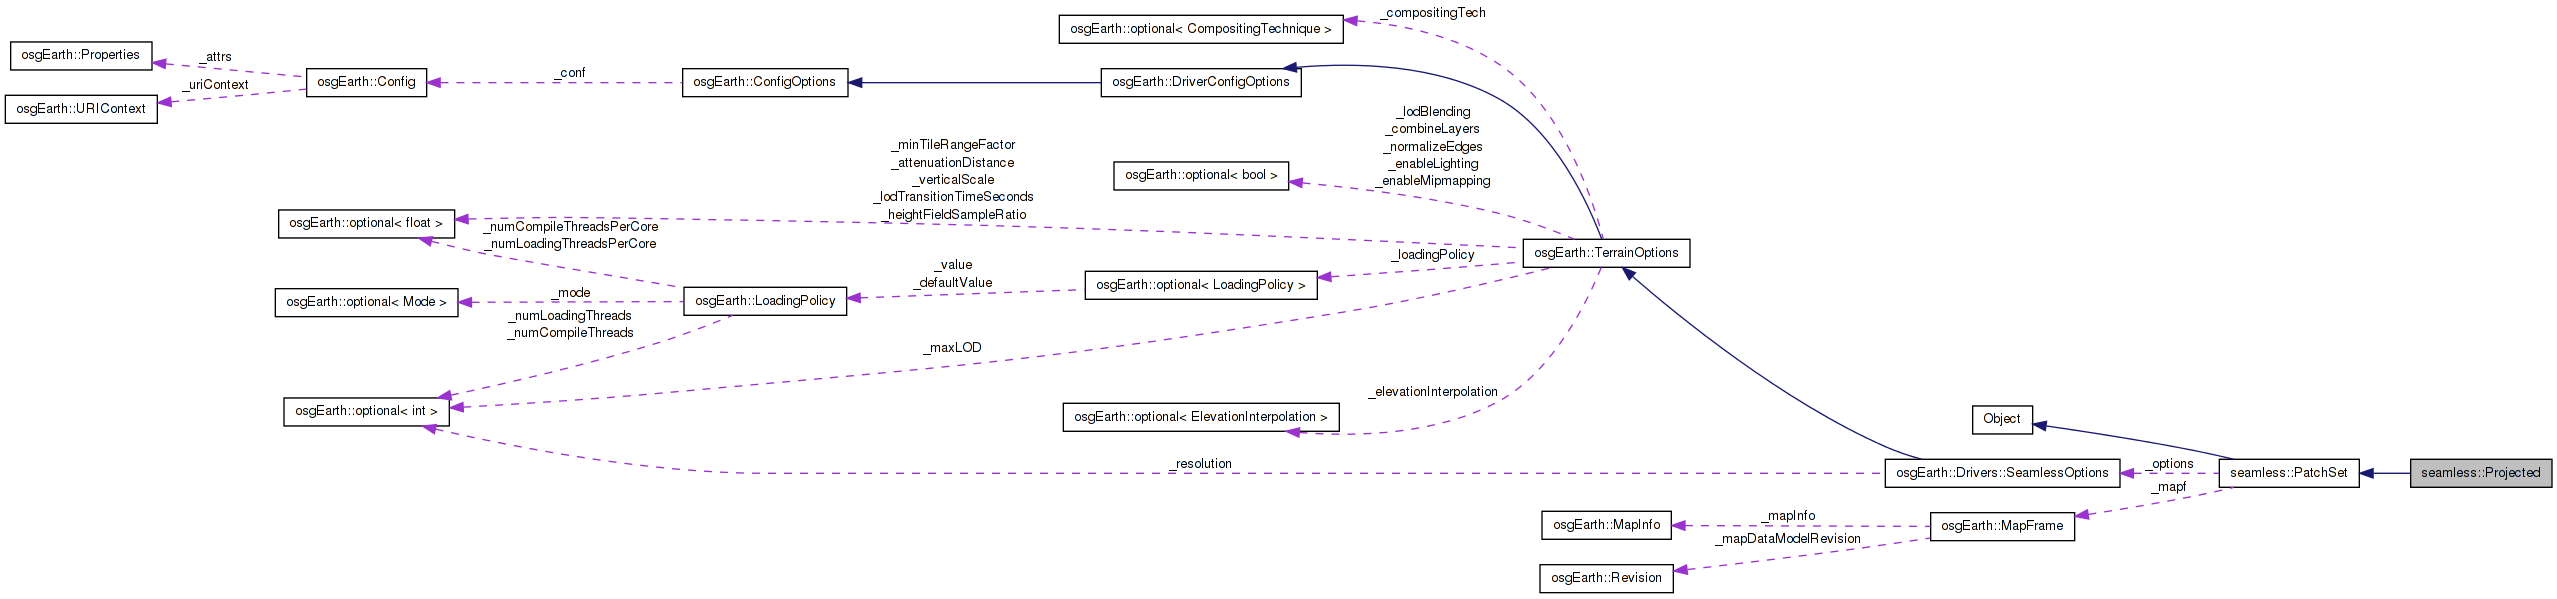 _compositingTech
osgEarth::optional< CompositingTechnique >
osgEarth::Properties
_attrs
_conf
osgEarth::Config
osgEarth::ConfigOptions
osgEarth::DriverConfigOptions
_uriContext
osgEarth::URIContext
_lodBlending
_combineLayers
_normalizeEdges
_enableLighting
_enableMipmapping
_minTileRangeFactor
_attenuationDistance
_verticalScale
_lodTransitionTimeSeconds
_heightFieldSampleRatio
osgEarth::optional< bool >
osgEarth::optional< float >
_numCompileThreadsPerCore
_numLoadingThreadsPerCore
osgEarth::TerrainOptions
_loadingPolicy
_value
_defaultValue
osgEarth::optional< LoadingPolicy >
_mode
osgEarth::optional< Mode >
osgEarth::LoadingPolicy
_numLoadingThreads
_numCompileThreads
_maxLOD
_elevationInterpolation
osgEarth::optional< int >
osgEarth::optional< ElevationInterpolation >
Object
_resolution
_options
osgEarth::Drivers::SeamlessOptions
seamless::PatchSet
seamless::Projected
_mapf
_mapInfo
osgEarth::MapInfo
osgEarth::MapFrame
_mapDataModelRevision
osgEarth::Revision